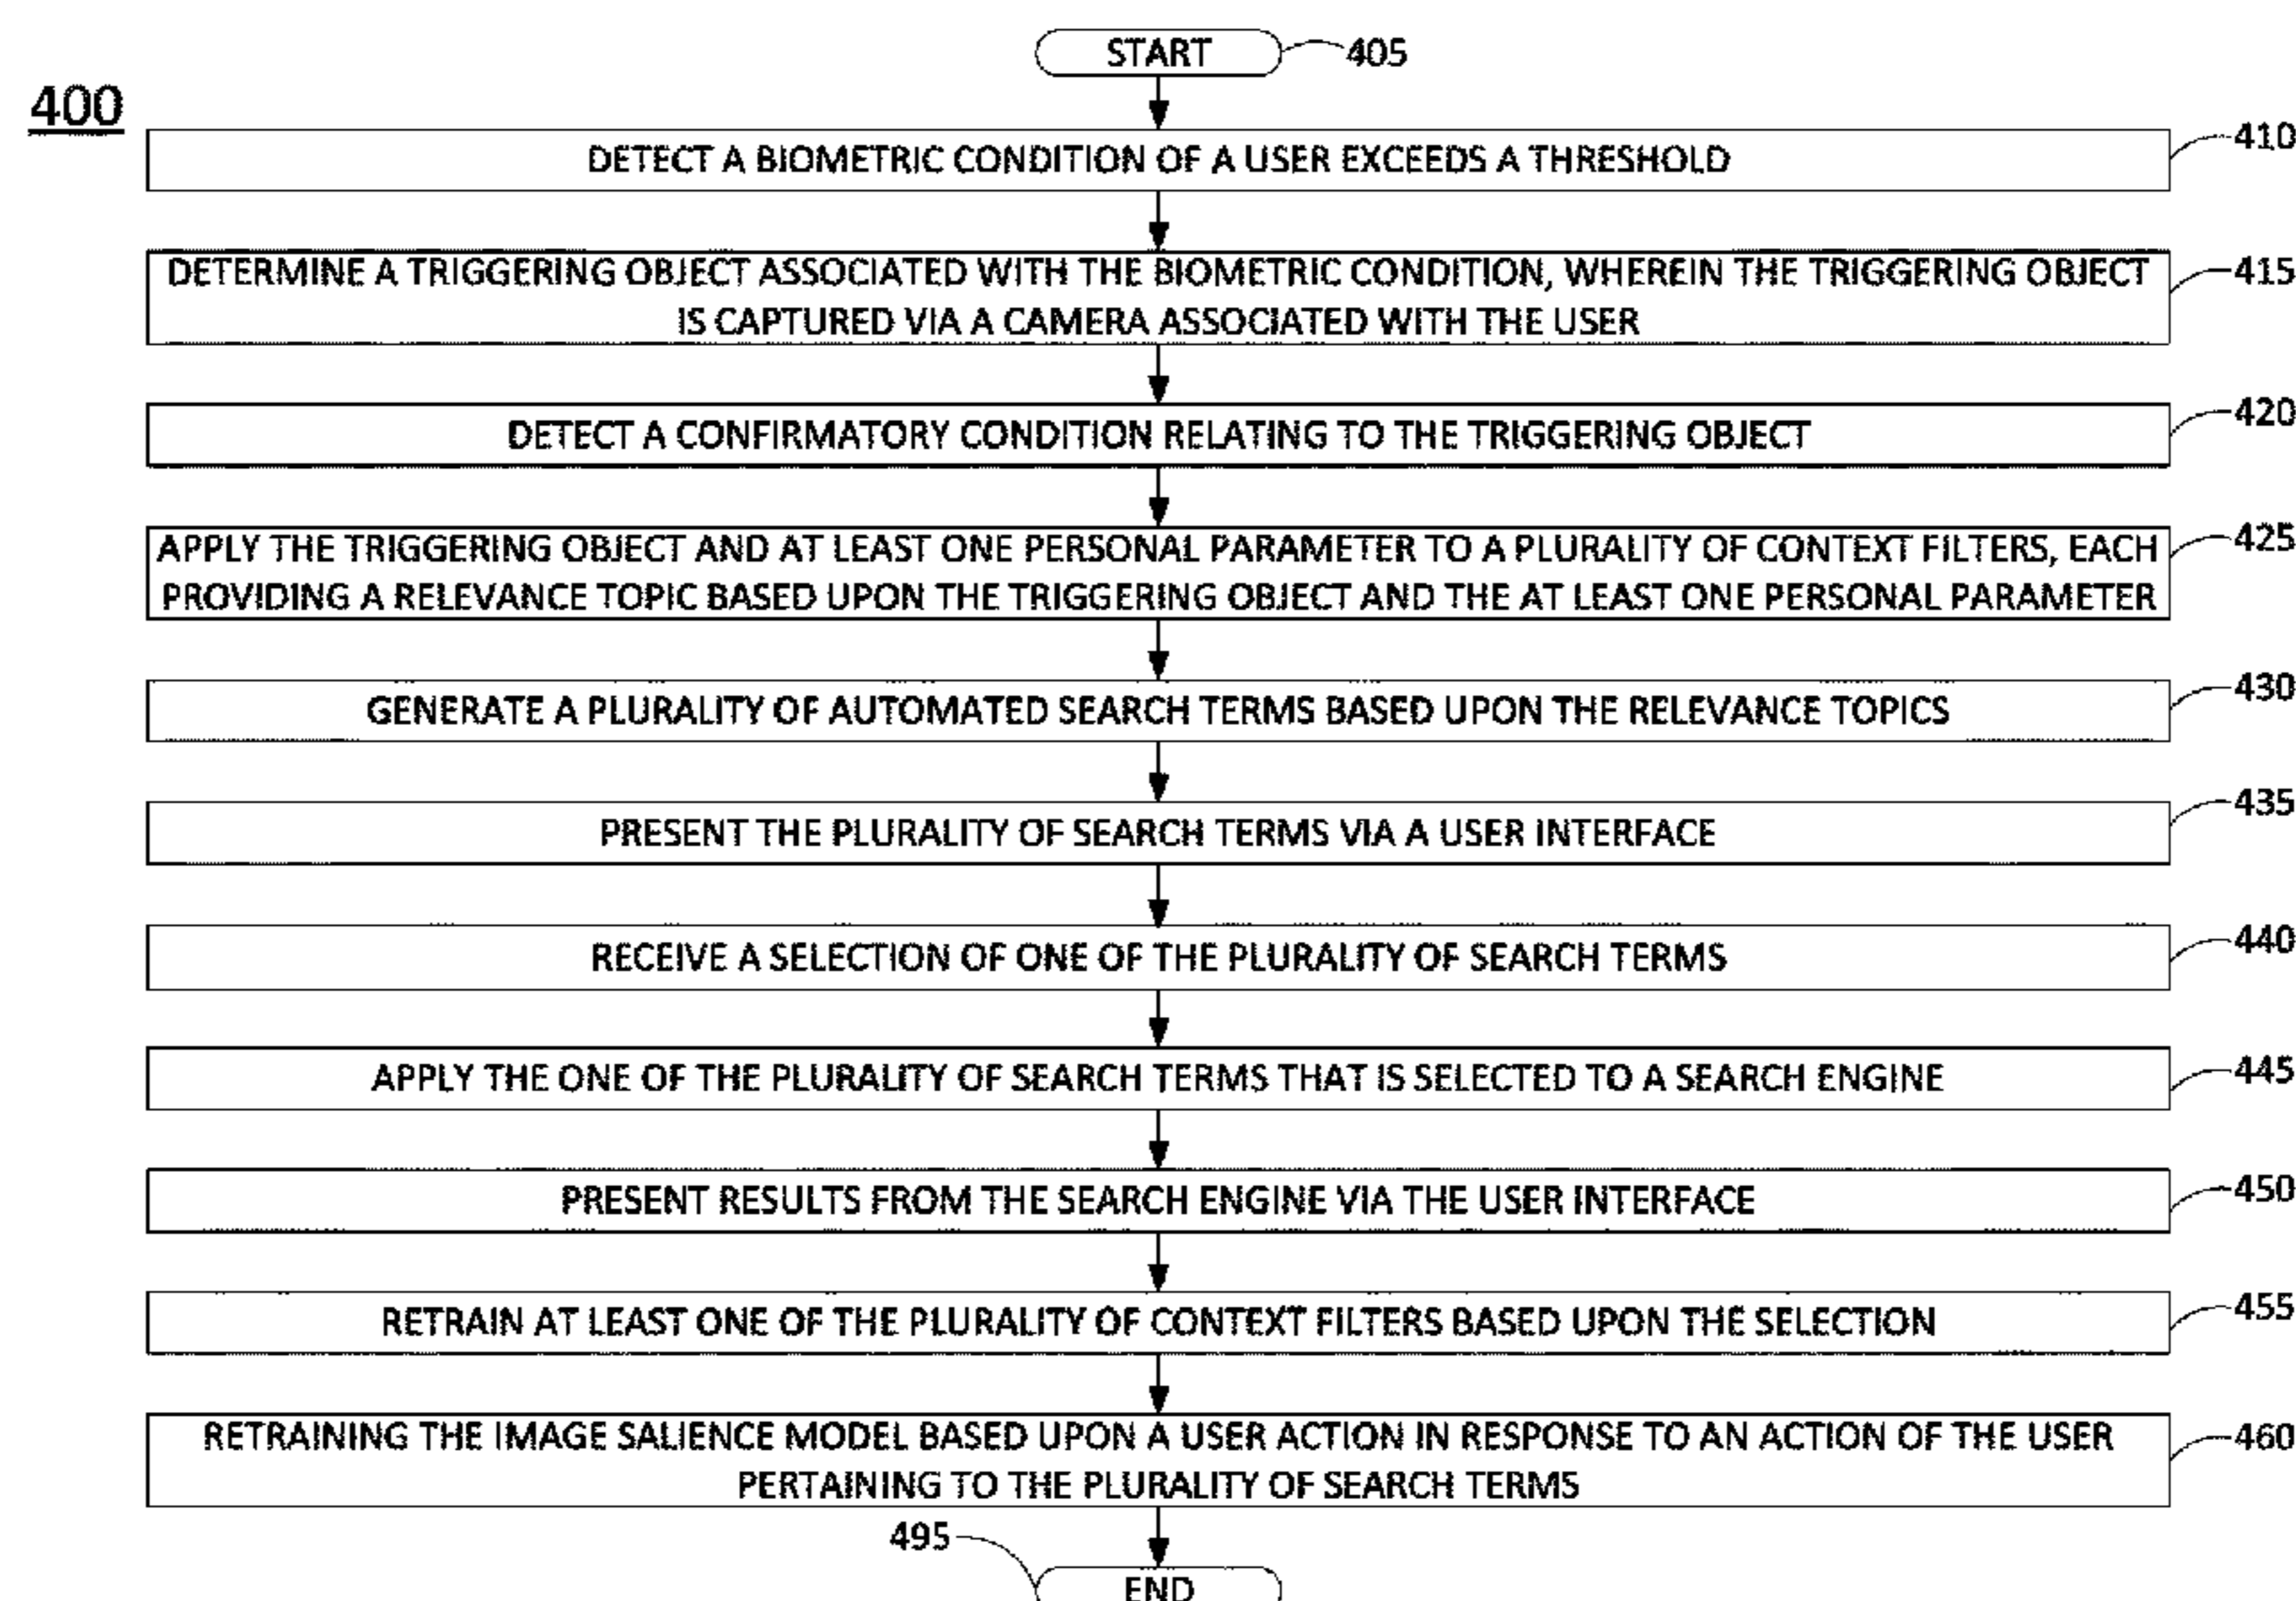 START
405
400
410
DETECT A BIOMETRIC CONDITION OF A USER EXCEEDS A THRESHOLD
DETERMINE A TRIGGERING OBJECT ASSOCIATED WITH THE BIOMETRIC CONDITION, WHEREIN THE TRIGGERING OBJECT
415
IS CAPTURED VIA A CAMERA ASSOCIATED WITH THE USER
420
DETECT A CONFIRMATORY CONDITION RELATING TO THE TRIGGERING OBJECT
425
APPLY THE TRIGGERING OBJECT AND AT LEAST ONE PERSONAL PARAMETER TO A PLURALITY OF CONTEXT FILTERS, EACH
PROVIDING A RELEVANCE TOPIC BASED UPON THE TRIGGERING OBJECT AND THE AT LEAST ONE PERSONAL PARAMETER
430
GENERATE A PLURALITY OF AUTOMATED SEARCH TERMS BASED UPON THE RELEVANCE TOPICS
435
PRESENT THE PLURALITY OF SEARCH TERMS VIA A USER INTERFACE
440
RECEIVE A SELECTION OF ONE OF THE PLURALITY OF SEARCH TERMS
445
APPLY THE ONE OF THE PLURALITY OF SEARCH TERMS THAT IS SELECTED TO A SEARCH ENGINE
450
PRESENT RESULTS FROM THE SEARCH ENGINE VIA THE USER INTERFACE
455
RETRAIN AT LEAST ONE OF THE PLURALITY OF CONTEXT FILTERS BASED UPON THE SELECTION
RETRAINING THE IMAGE SALIENCE MODEL BASED UPON A USER ACTION IN RESPONSE TO AN ACTION OF THE USER
460
PERTAINING TO THE PLURALITY OF SEARCH TERMS
495
END